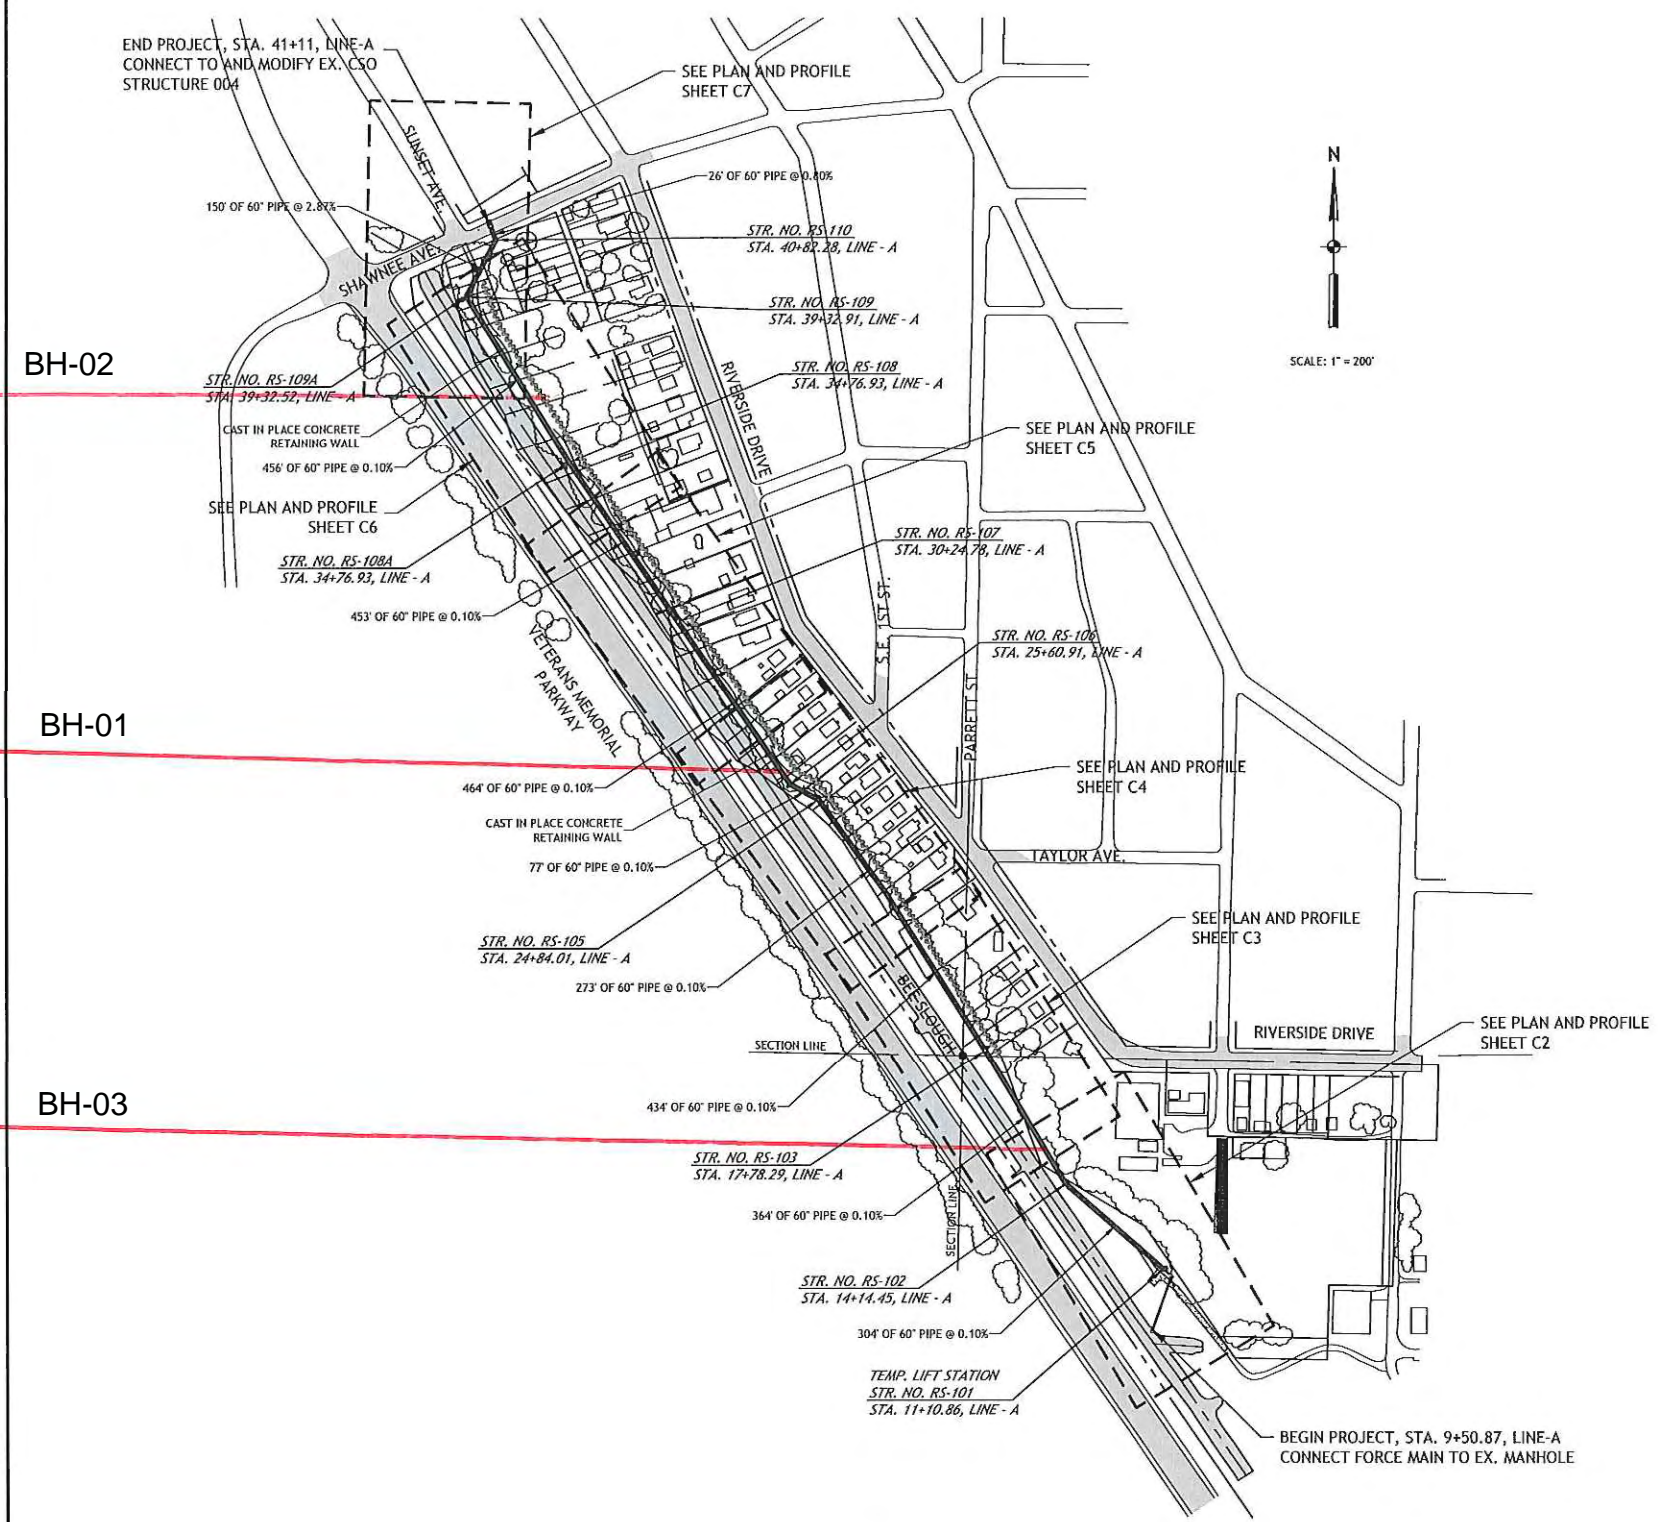 END PROJECT, STA. 41+11, LINE-A
CONNECT TO AND MODIFY EX. CSO
STRUCTURE 004
SEE PLAN AND PROFILE
SHEET C7
SUNSET AVE.
26' OF 60" PIPE @ 0.80%
150' OF 60" PIPE @ 2.87%
STR. NO. RS-110
STA. 40+82.28, LINE - A
SHAWNEE AVE.
STR. NO. RS-109
STA. 39+32.91, LINE - A
N
SCALE: 1" = 200'
BH-02
STR. NO. RS-109A
STA. 39+32.52, LINE - A
STR. NO. RS-108
STA. 34+76.93, LINE - A
RIVERSIDE DRIVE
CAST IN PLACE CONCRETE
RETAINING WALL
456' OF 60" PIPE @ 0.10%
SEE PLAN AND PROFILE
SHEET C5
SEE PLAN AND PROFILE
SHEET C6
STR. NO. RS-107
STA. 30+24.78, LINE - A
STR. NO. RS-108A
STA. 34+76.93, LINE - A
453' OF 60" PIPE @ 0.10%
S.E. 1ST ST.
STR. NO. RS-106
STA. 25+60.91, LINE - A
VETERANS MEMORIAL
PARKWAY
PARRETT ST.
BH-01
464' OF 60" PIPE @ 0.10%
SEE PLAN AND PROFILE
SHEET C4
CAST IN PLACE CONCRETE
RETAINING WALL
77' OF 60" PIPE @ 0.10%
TAYLOR AVE.
SEE PLAN AND PROFILE
SHEET C3
STR. NO. RS-105
STA. 24+84.01, LINE - A
273' OF 60" PIPE @ 0.10%
BEE SLOUGH
SECTION LINE
RIVERSIDE DRIVE
SEE PLAN AND PROFILE
SHEET C2
BH-03
434' OF 60" PIPE @ 0.10%
STR. NO. RS-103
STA. 17+78.29, LINE - A
364' OF 60" PIPE @ 0.10%
SECTION LINE
STR. NO. RS-102
STA. 14+14.45, LINE - A
304' OF 60" PIPE @ 0.10%
TEMP. LIFT STATION
STR. NO. RS-101
STA. 11+10.86, LINE - A
BEGIN PROJECT, STA. 9+50.87, LINE-A
CONNECT FORCE MAIN TO EX. MANHOLE